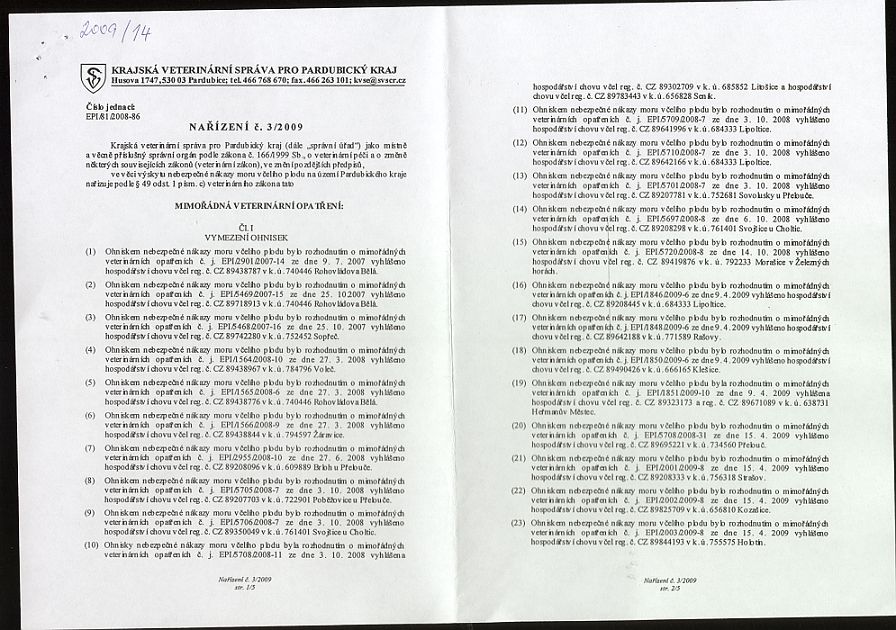 2009/14
KRAJSKÁ VETERINÁRNÍ SPRÁVA PRO PARDUBICKÝ KRAJ
Husova 1747, 530 03 Pardubice; tel. 466 768 670; fax. 466 263 101; kvse@svscr.cz
Číslo jednací:
EPI/81/2008-86
NAŘÍZENÍ č. 3/2009
Krajská veterinární správa pro Pardubický kraj (dále „správní úřad") jako místně
a věcně příslušný správní orgán podle zákona č. 166/1999 Sb., o veterinární péči a o změně
některých souvisejících zákonů (veterinární zákon), ve znění pozdějších předpisů,
ve věci výskytu nebezpečné nákazy moru včelího plodu na území Pardubického kraje
nařizuje podle § 49 odst. 1 písm. c) veterinárního zákona tato
MIMOŘÁDNÁ VETERINÁRNÍ OPATŘENÍ:
Čl. I
VYMEZENÍ OHNISEK
(1) Ohniskem nebezpečné nákazy moru včelího plodu bylo rozhodnutím o mimořádných
veterinárních opatřeních č. j. EPI/2901/2007-14 ze dne 9. 7. 2007 vyhlášeno
hospodářství chovu včel reg. č. CZ 89438787 v k. ú. 740446 Rohovládova Bělá.
(2) Ohniskem nebezpečné nákazy moru včelího plodu bylo rozhodnutím o mimořádných
veterinárních opatřeních č. j. EPI/5469/2007-15 ze dne 25. 10.2007 vyhlášeno
hospodářství chovu včel reg. č. CZ 89718913 v k. ú. 740446 Rohovládova Bělá.
(3) Ohniskem nebezpečné nákazy moru včelího plodu bylo rozhodnutím o mimořádných
veterinárních opatřeních č. j. EPI/5468/2007-16 ze dne 25. 10. 2007 vyhlášeno
hospodářství chovu včel reg. č. CZ 89742280 v k. ú. 752452 Sopřeč.
(4) Ohniskem nebezpečné nákazy moru včelího plodu bylo rozhodnutím o mimořádných
veterinárních opatřeních č. j. EPI/1564/2008-10 ze dne 27. 3. 2008 vyhlášeno
hospodářství chovu včel reg. č. CZ 89438967 v k. ú. 784796 Voleč.
(5) Ohniskem nebezpečné nákazy moru včelího plodu bylo rozhodnutím o mimořádných
veterinárních opatřeních č. j. EPI/1565/2008-6 ze dne 27. 3. 2008 vyhlášeno
hospodářství chovu včel reg. č. CZ 89438776 v k. ú. 740446 Rohovládova Bělá.
(6) Ohniskem nebezpečné nákazy moru včelího plodu bylo rozhodnutím o mimořádných
veterinárních opatřeních č. j. EPI/1566/2008-9 ze dne 27. 3. 2008 vyhlášeno
hospodářství chovu včel reg. č. CZ 89438844 v k. ú. 794597 Žáravice.
(7) Ohniskem nebezpečné nákazy moru včelího plodu bylo rozhodnutím o mimořádných
veterinárních opatřeních č. j. EPI/2955/2008-10 ze dne 27. 6. 2008 vyhlášeno
hospodářství chovu včel reg. č. CZ 89208096 v k. ú. 609889 Brloh u Přelouče.
(8) Ohniskem nebezpečné nákazy moru včelího plodu bylo rozhodnutím o mimořádných
veterinárních opatřeních č. j. EPI/5705/2008-7 ze dne 3. 10. 2008 vyhlášeno
hospodářství chovu včel reg. č. CZ 89207703 v k. ú. 722901 Poběžovice u Přelouče.
(9) Ohniskem nebezpečné nákazy moru včelího plodu bylo rozhodnutím o mimořádných
veterinárních opatřeních č. j. EPI/5706/2008-7 ze dne 3. 10. 2008 vyhlášeno
hospodářství chovu včel reg. č. CZ 89350049 v k. ú. 761401 Svojšice u Choltic.
(10) Ohnisky nebezpečné nákazy moru včelího plodu byla rozhodnutím o mimořádných
veterinárních opatřeních č. j. EPI/5708/2008-11 ze dne 3. 10. 2008 vyhlášena
Nařízení č. 3/2009
str. 1/5
hospodářství chovu včel reg. č. CZ 89302709 v k. ú. 685852 Litošice a hospodářství
chovu včel reg. č. CZ 89783443 v k. ú. 656828 Seník.
(11) Ohniskem nebezpečné nákazy moru včelího plodu bylo rozhodnutím o mimořádných
veterinárních opatřeních č. j. EPI/5709/2008-7 ze dne 3. 10. 2008 vyhlášeno
hospodářství chovu včel reg. č. CZ 89641996 v k. ú. 684333 Lipoltice.
(12) Ohniskem nebezpečné nákazy moru včelího plodu bylo rozhodnutím o mimořádných
veterinárních opatřeních č. j. EPI/5710/2008-7 ze dne 3. 10. 2008 vyhlášeno
hospodářství chovu včel reg. č. CZ 89642166 v k. ú. 684333 Lipoltice.
(13) Ohniskem nebezpečné nákazy moru včelího plodu bylo rozhodnutím o mimořádných
veterinárních opatřeních č. j. EPI/5701/2008-7 ze dne 3. 10. 2008 vyhlášeno
hospodářství chovu včel reg. č. CZ 89207781 v k. ú. 752681 Sovolusky u Přelouče.
(14) Ohniskem nebezpečné nákazy moru včelího plodu bylo rozhodnutím o mimořádných
veterinárních opatřeních č. j. EPI/5697/2008-8 ze dne 6. 10. 2008 vyhlášeno
hospodářství chovu včel reg. č. CZ 89208298 v k. ú. 761401 Svojšice u Choltic.
(15) Ohniskem nebezpečné nákazy moru včelího plodu bylo rozhodnutím o mimořádných
veterinárních opatřeních č. j. EPI/5720/2008-8 ze dne 14. 10. 2008 vyhlášeno
hospodářství chovu včel reg. č. CZ 89419876 v k. ú. 792233 Morašice v Železných
horách.
(16) Ohniskem nebezpečné nákazy moru včelího plodu bylo rozhodnutím o mimořádných
veterinárních opatřeních č. j. EPI/1846/2009-6 ze dne 9. 4. 2009 vyhlášeno hospodářství
chovu včel reg. č. CZ 89208445 v k. ú. 684333 Lipoltice.
(17) Ohniskem nebezpečné nákazy moru včelího plodu bylo rozhodnutím o mimořádných
veterinárních opatřeních č. j. EPI/1848/2009-6 ze dne 9. 4. 2009 vyhlášeno hospodářství
chovu včel reg. č. CZ 89642188 v k. ú. 771589 Rašovy.
(18) Ohniskem nebezpečné nákazy moru včelího plodu bylo rozhodnutím o mimořádných
veterinárních opatřeních č. j. EPI/1850/2009-6 ze dne 9. 4. 2009 vyhlášeno hospodářství
chovu včel reg. č. CZ 89490426 v k. ú. 666165 Klešice.
(19) Ohniskem nebezpečné nákazy moru včelího plodu byla rozhodnutím o mimořádných
veterinárních opatřeních č. j. EPI/1851/2009-10 ze dne 9. 4. 2009 vyhlášena
hospodářství chovu včel reg. č. CZ 89323173 a reg. č. CZ 89671089 v k. ú. 638731
Heřmanův Městec.
(20) Ohniskem nebezpečné nákazy moru včelího plodu bylo rozhodnutím o mimořádných
veterinárních opatřeních č. j. EPI/5708/2008-31 ze dne 15. 4. 2009 vyhlášeno
hospodářství chovu včel reg. č. CZ 89695221 v k. ú. 734560 Přelouč.
(21) Ohniskem nebezpečné nákazy moru včelího plodu bylo rozhodnutím o mimořádných
veterinárních opatřeních č. j. EPI/2001/2009-8 ze dne 15. 4. 2009 vyhlášeno
hospodářství chovu včel reg. č. CZ 89208333 v k. ú. 756318 Strašov.
(22) Ohniskem nebezpečné nákazy moru včelího plodu bylo rozhodnutím o mimořádných
veterinárních opatřeních č. j. EPI/2002/2009-8 ze dne 15. 4. 2009 vyhlášeno
hospodářství chovu včel reg. č. CZ 89825709 v k. ú. 656810 Kozašice.
(23) Ohniskem nebezpečné nákazy moru včelího plodu bylo rozhodnutím o mimořádných
veterinárních opatřeních č. j. EPI/2003/2009-8 ze dne 15. 4. 2009 vyhlášeno
hospodářství chovu včel reg. č. CZ 89844193 v k. ú. 755575 Holotín.
Nařízení č. 3/2009
str. 2/5